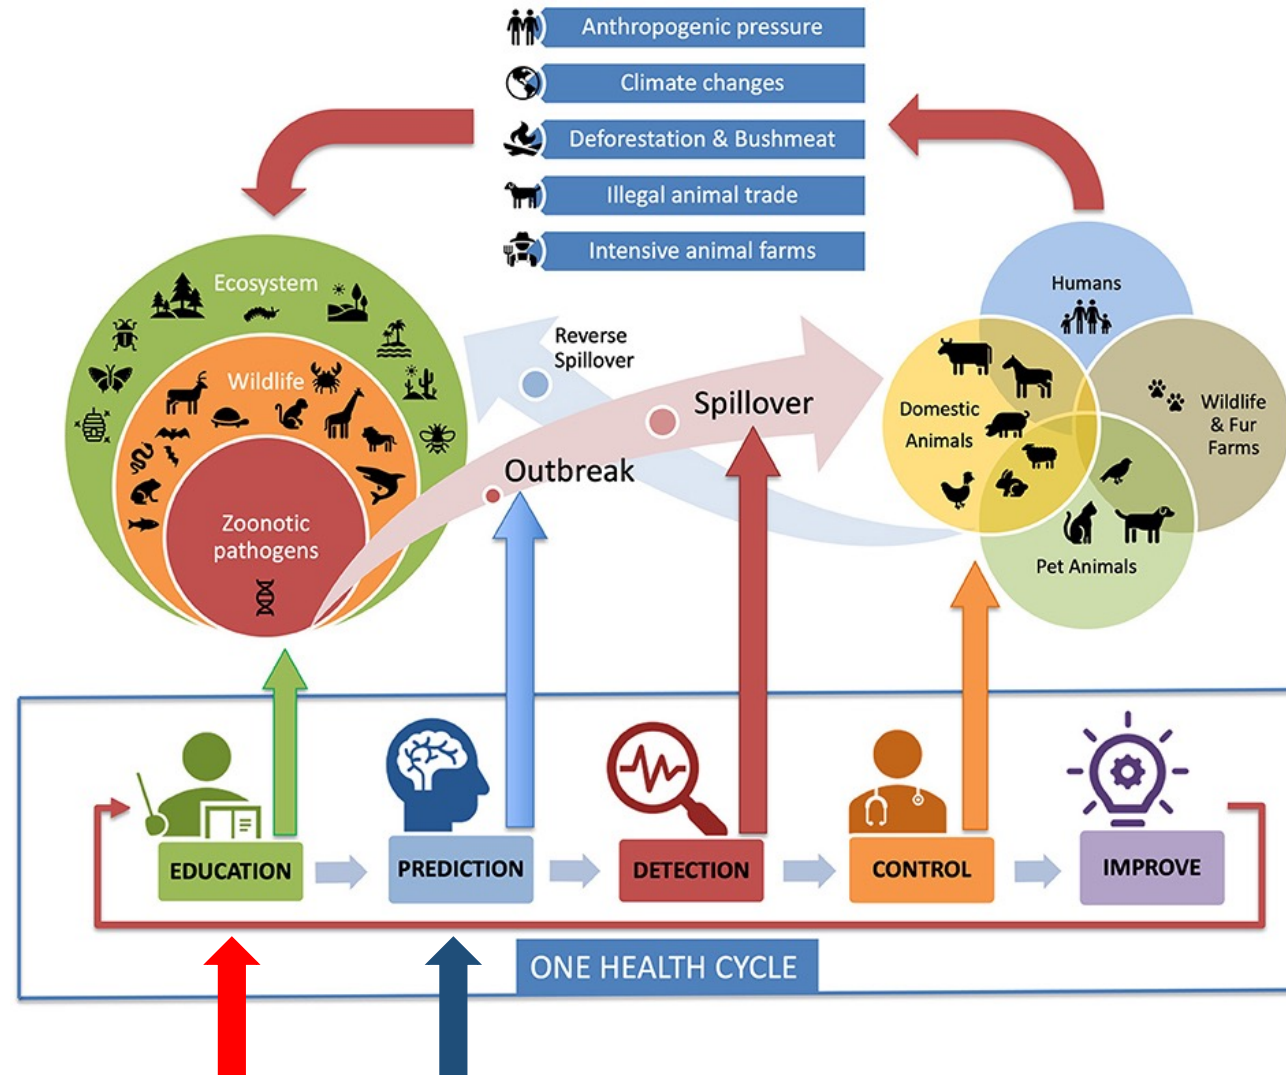 Anthropogenic pressure
Climate changes
Deforestation & Bushmeat
Illegal animal trade
Intensive animal farms
Ecosystem
Wildlife
Zoonotic
pathogens
Reverse
Spillover
Spillover
Outbreak
Humans
Domestic
Animals
Wildlife
& Fur
Farms
Pet Animals
EDUCATION
PREDICTION
DETECTION
CONTROL
IMPROVE
ONE HEALTH CYCLE